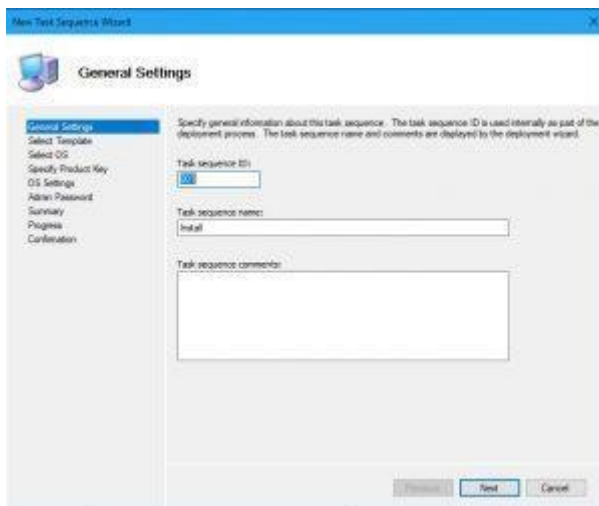 New Task Sequence Wizard
General Settings
General Settings
Select Template
Select OS
Specify Product Key
OS Settings
Admin Password
Summary
Progress
Confirmation
Specify general information about this task sequence. The task sequence ID is used internally as part of the
deployment process. The task sequence name and comments are displayed by the deployment wizard.
Task sequence ID:
Task sequence name:
Install
Task sequence comments:
Previous
Next
Cancel